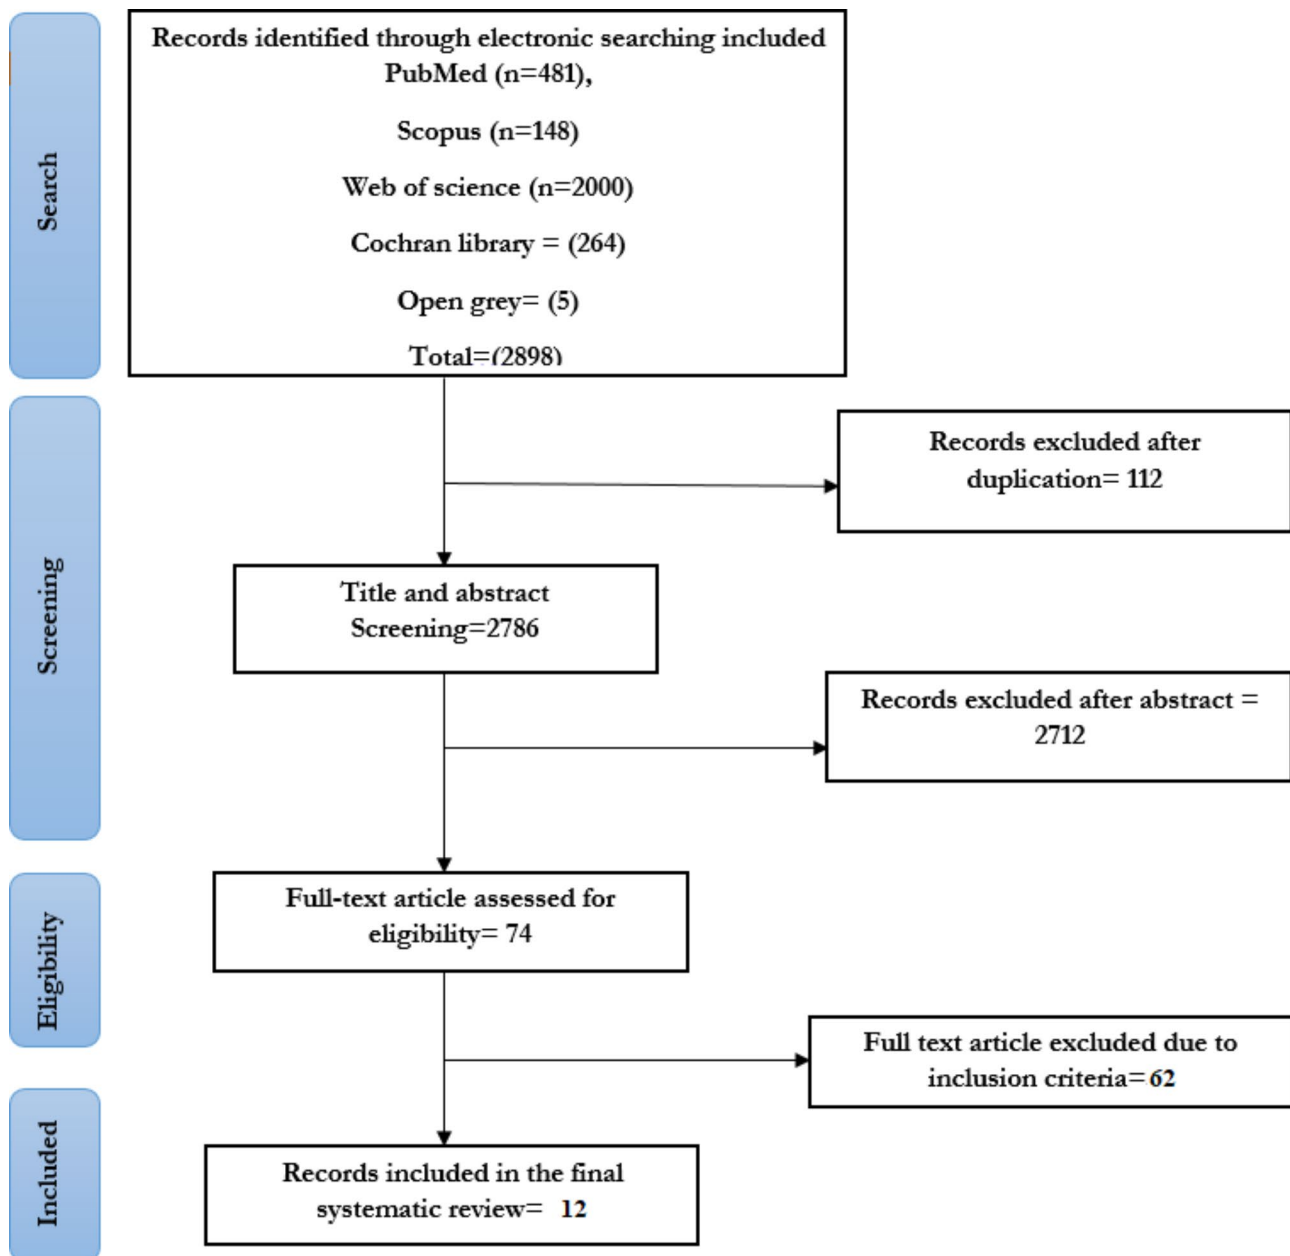 Search
Records identified through electronic searching included
PubMed (n=481),
Scopus (n=148)
Web of science (n=2000)
Cochran library = (264)
Open grey= (5)
Total=(2898)
Screening
Records excluded after
duplication= 112
Title and abstract
Screening=2786
Records excluded after abstract =
2712
Eligibility
Full-text article assessed for
eligibility= 74
Full text article excluded due to
inclusion criteria=62
Included
Records included in the final
systematic review= 12